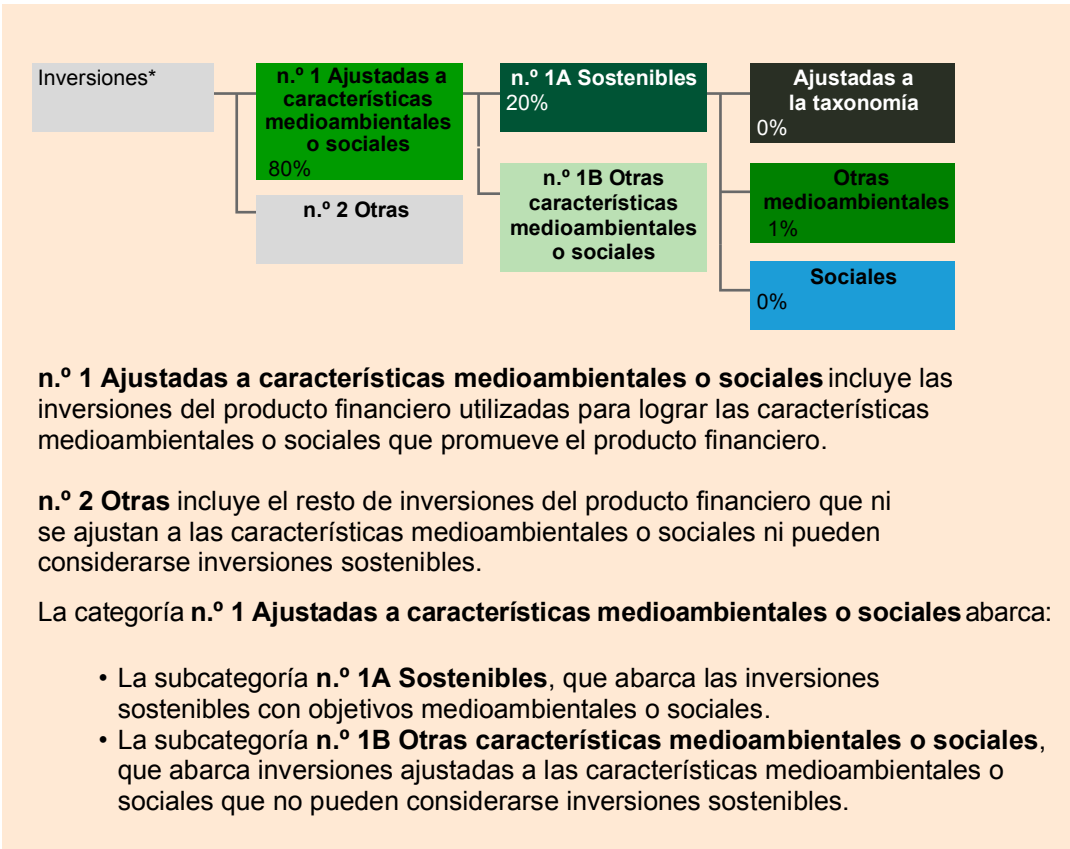 Inversiones*
n.º 1 Ajustadas a
características
medioambientales
o sociales
80%
n.º 2 Otras
n.º 1A Sostenibles
20%
n.º 1B Otras
características
medioambientales
o sociales
Ajustadas a
la taxonomía
0%
Otras
medioambientales
1%
Sociales
0%
n.º 1 Ajustadas a características medioambientales o sociales incluye las
inversiones del producto financiero utilizadas para lograr las características
medioambientales o sociales que promueve el producto financiero.
n.º 2 Otras incluye el resto de inversiones del producto financiero que ni
se ajustan a las características medioambientales o sociales ni pueden
considerarse inversiones sostenibles.
La categoría n.º 1 Ajustadas a características medioambientales o sociales abarca:
• La subcategoría n.º 1A Sostenibles, que abarca las inversiones
sostenibles con objetivos medioambientales o sociales.
• La subcategoría n.º 1B Otras características medioambientales o sociales,
que abarca inversiones ajustadas a las características medioambientales o
sociales que no pueden considerarse inversiones sostenibles.